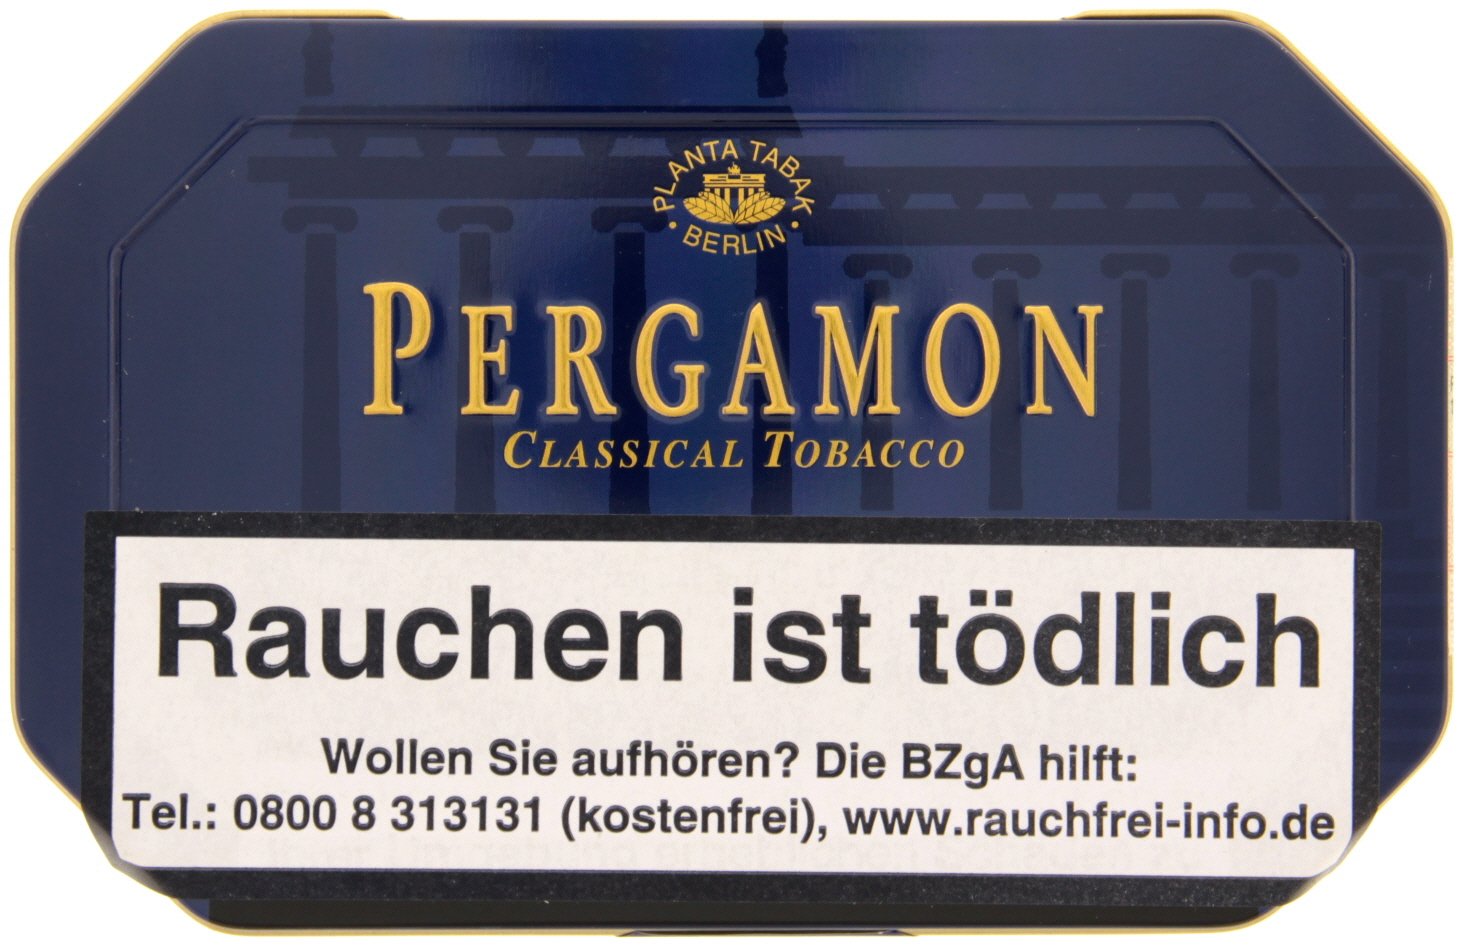 PLANTA TABAK
• BERLIN •
PERGAMON
CLASSICAL TOBACCO
Rauchen ist tödlich
Wollen Sie aufhören? Die BZgA hilft:
Tel.: 0800 8 313131 (kostenfrei), www.rauchfrei-info.de